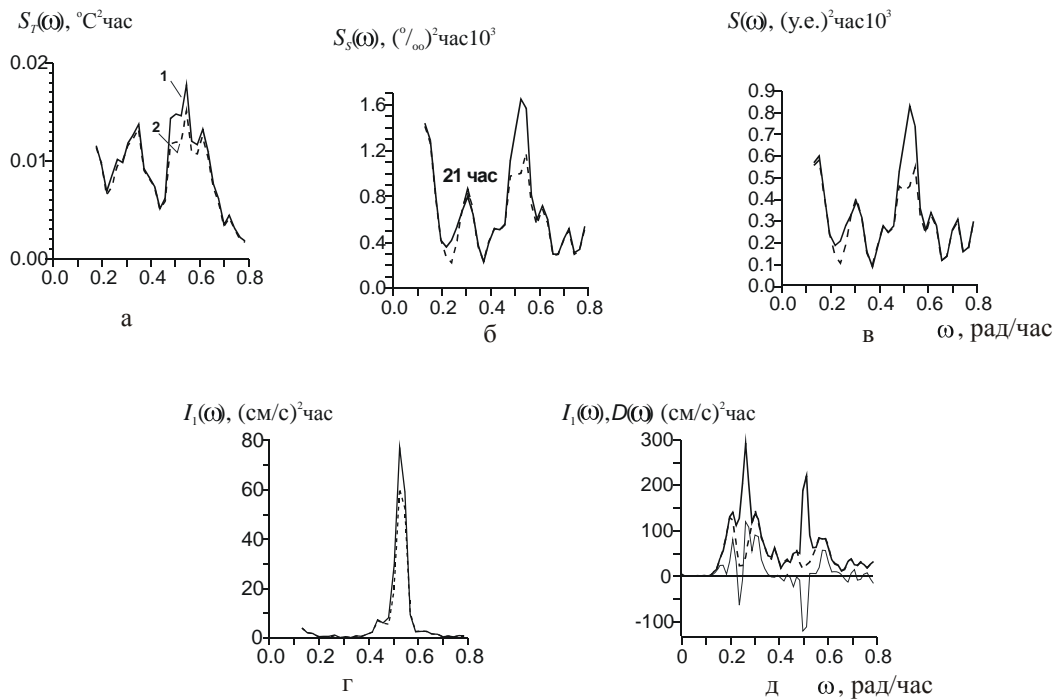 S_T(ω), °C²час
S_S(ω), (°/₀₀)²час10³
S(ω), (у.е.)²час10³
0.02
0.01
0.00
1
2
0.0 0.2 0.4 0.6 0.8
а
1.6
1.2
0.8
0.4
0.0
21 час
0.0 0.2 0.4 0.6 0.8
б
0.9
0.8
0.7
0.6
0.5
0.4
0.3
0.2
0.1
0.0
0.0 0.2 0.4 0.6 0.8
в
ω, рад/час
I₁(ω), (см/с)²час
80
60
40
20
0
0.0 0.2 0.4 0.6 0.8
г
I₁(ω),D(ω) (см/с)²час
300
200
100
0
-100
0 0.2 0.4 0.6 0.8
д
ω, рад/час